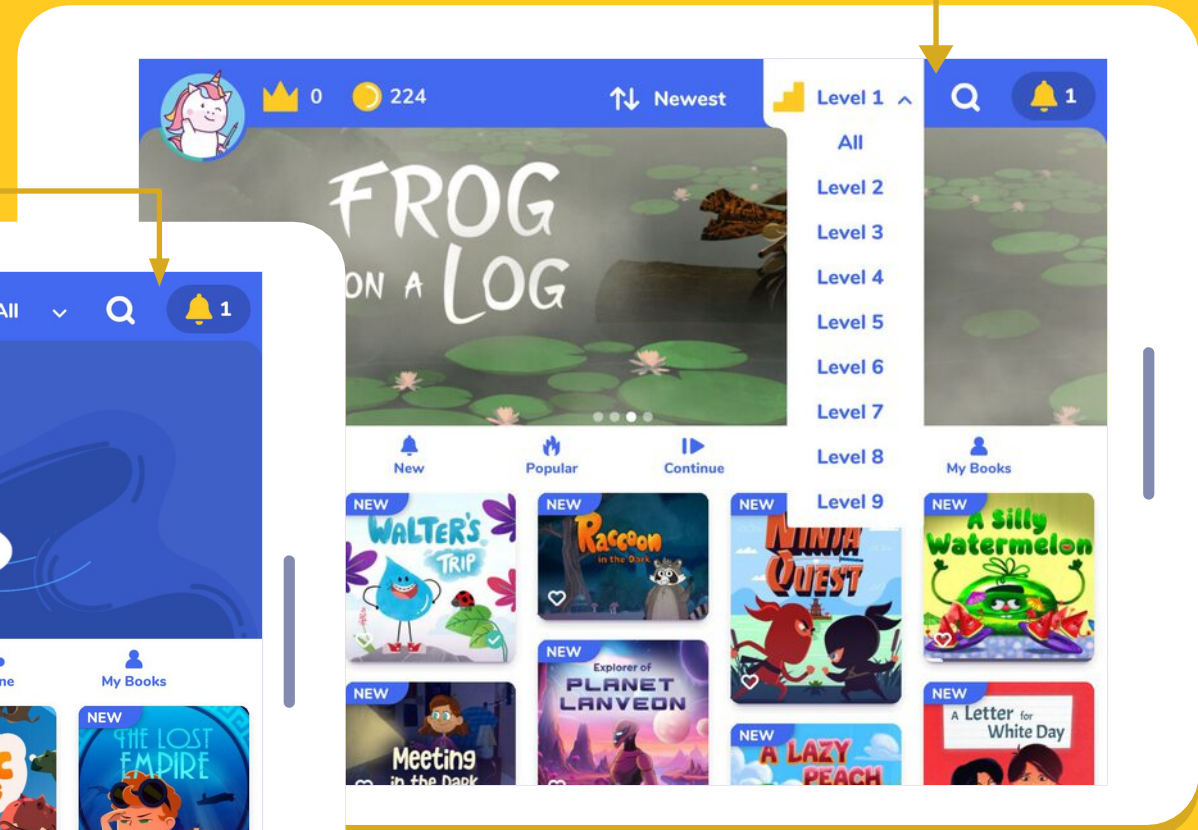 0
224
Newest
Level 1
1
All
Level 2
Level 3
Level 4
Level 5
Level 6
Level 7
Level 8
Level 9
FROG
ON A LOG
New
Popular
Continue
My Books
NEW
WALTER'S
TRIP
NEW
Raccoon
in the Dark
NEW
NINJA
QUEST
NEW
A Silly
Watermelon
NEW
Meeting
in the Dark
NEW
Explorer of
PLANET
LANVEON
NEW
A LAZY
PEACH
NEW
A Letter for
White Day
All
1
My Books
NEW
THE LOST
EMPIRE